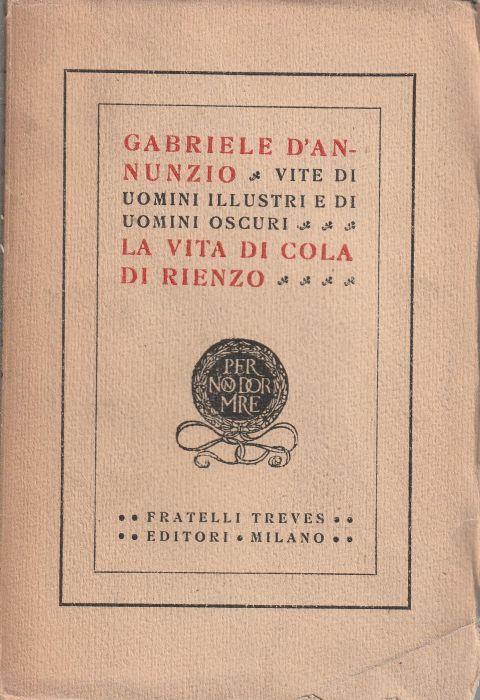 GABRIELE D'AN-
NUNZIO VITE DI
UOMINI ILLUSTRI E DI
UOMINI OSCURI
LA VITA DI COLA
DI RIENZO
PER
NON DOR
MIRE
•• FRATELLI TREVES ••
•• EDITORI • MILANO ••